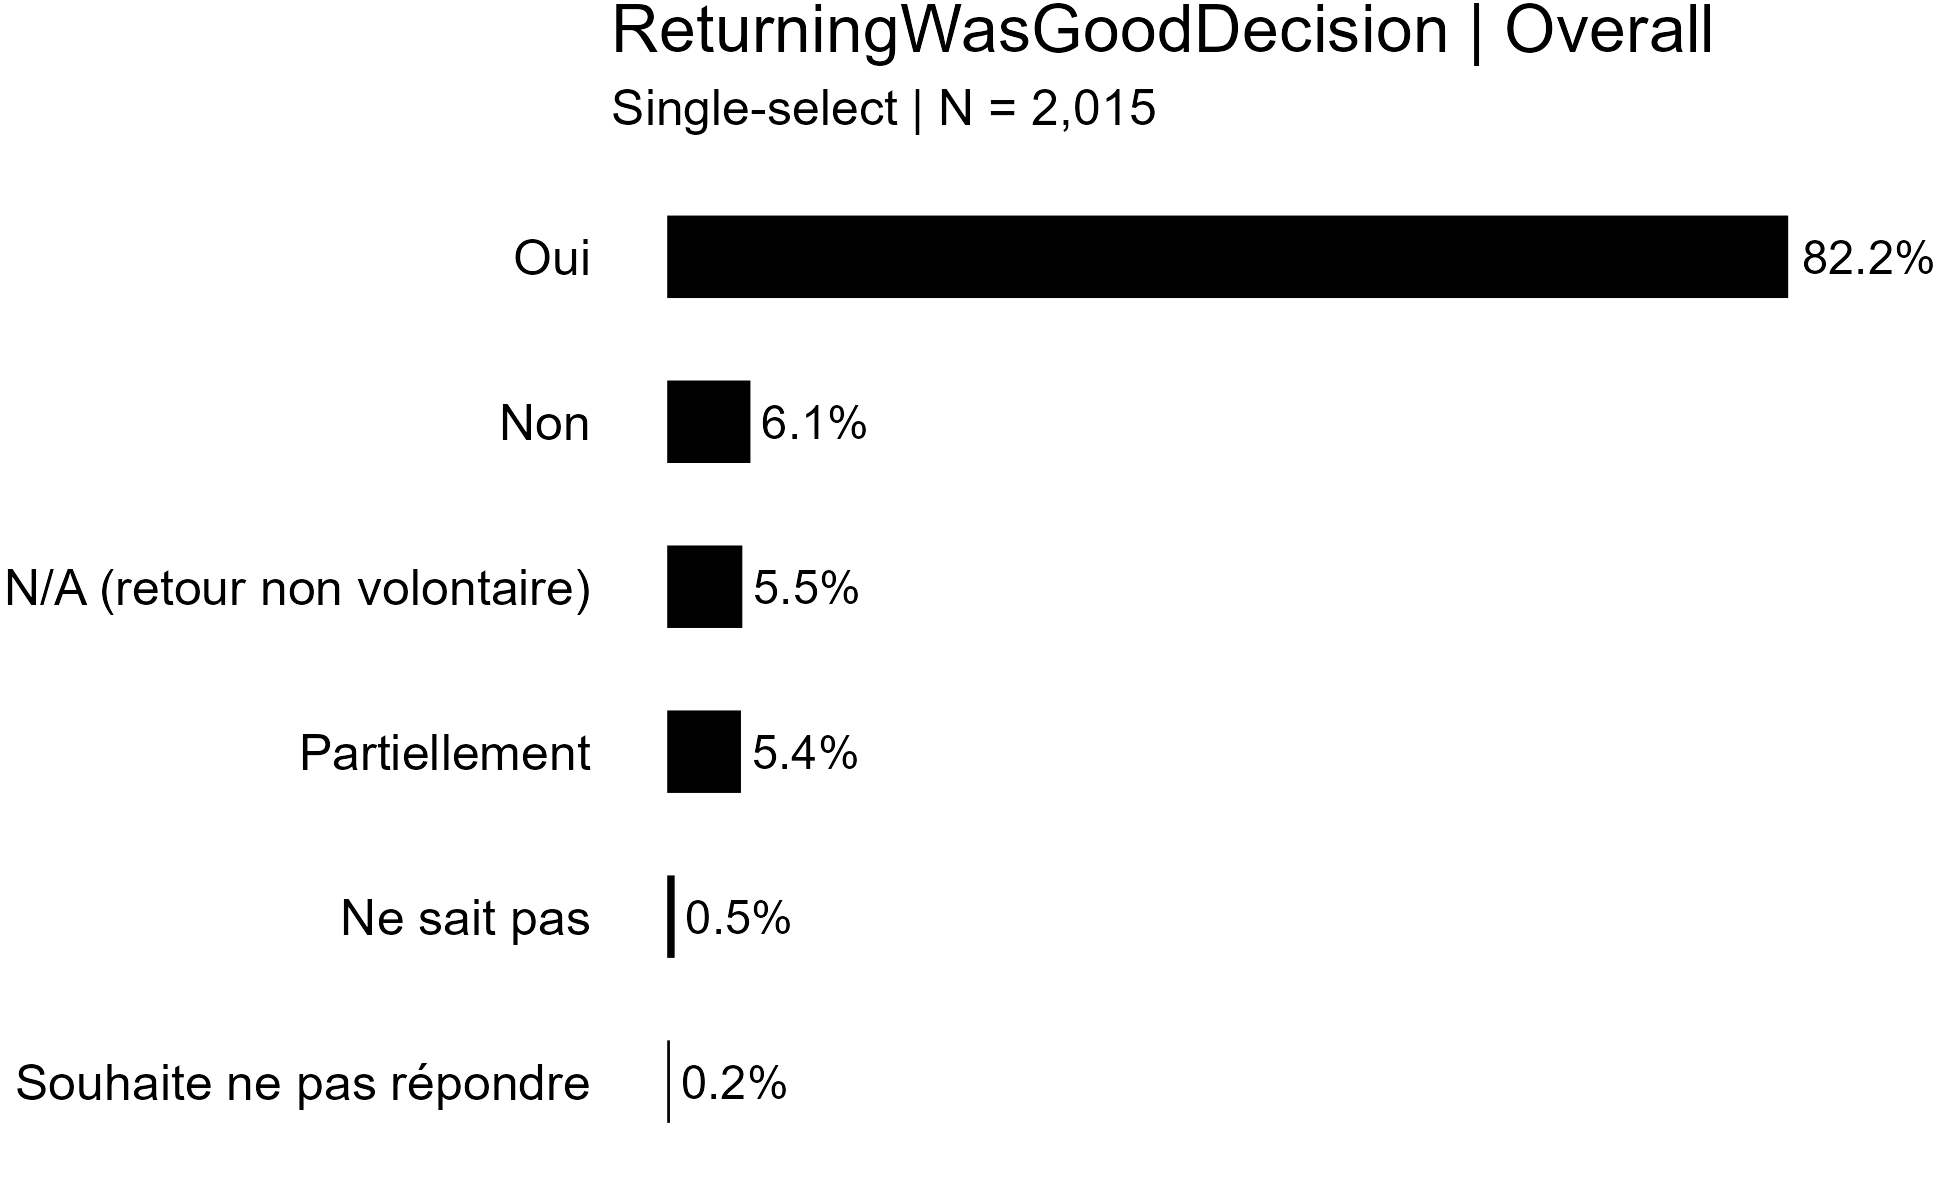 ReturningWasGoodDecision | Overall
Single-select | N = 2,015
Oui 82.2%
Non 6.1%
N/A (retour non volontaire) 5.5%
Partiellement 5.4%
Ne sait pas 0.5%
Souhaite ne pas répondre 0.2%